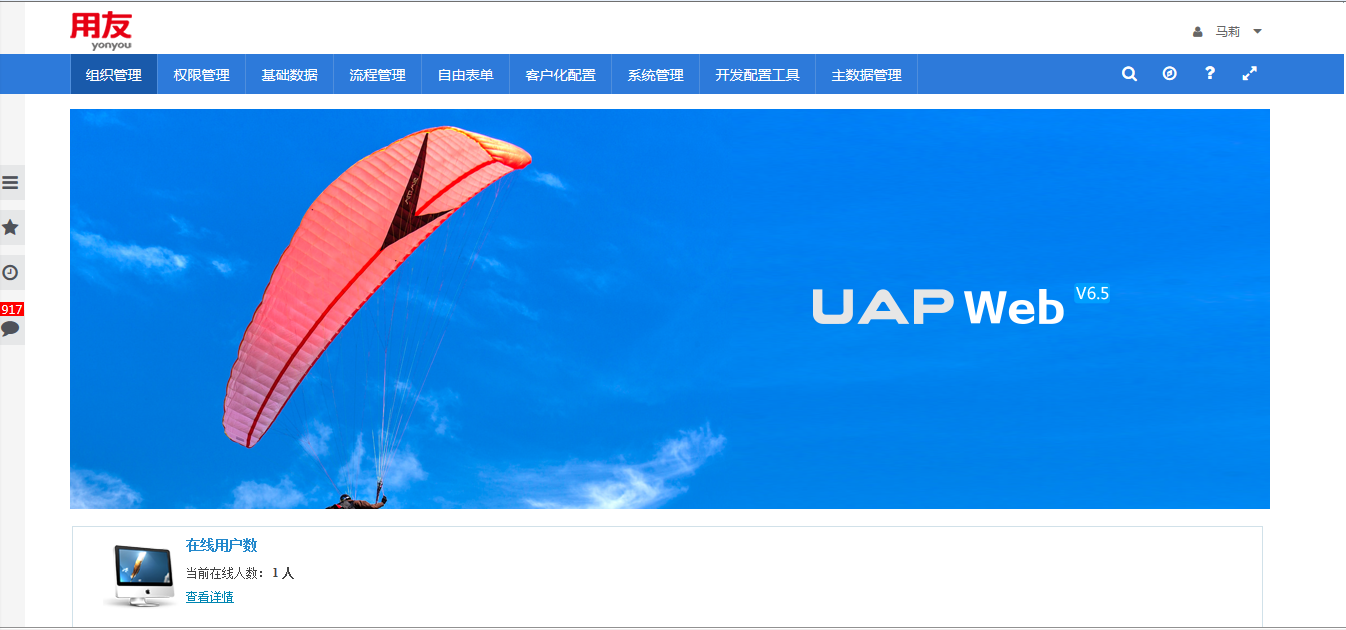 用友
yonyou
马莉
组织管理 权限管理 基础数据 流程管理 自由表单 客户化配置 系统管理 开发配置工具 主数据管理
917
UAP Web V6.5
在线用户数
当前在线人数： 1 人
查看详情